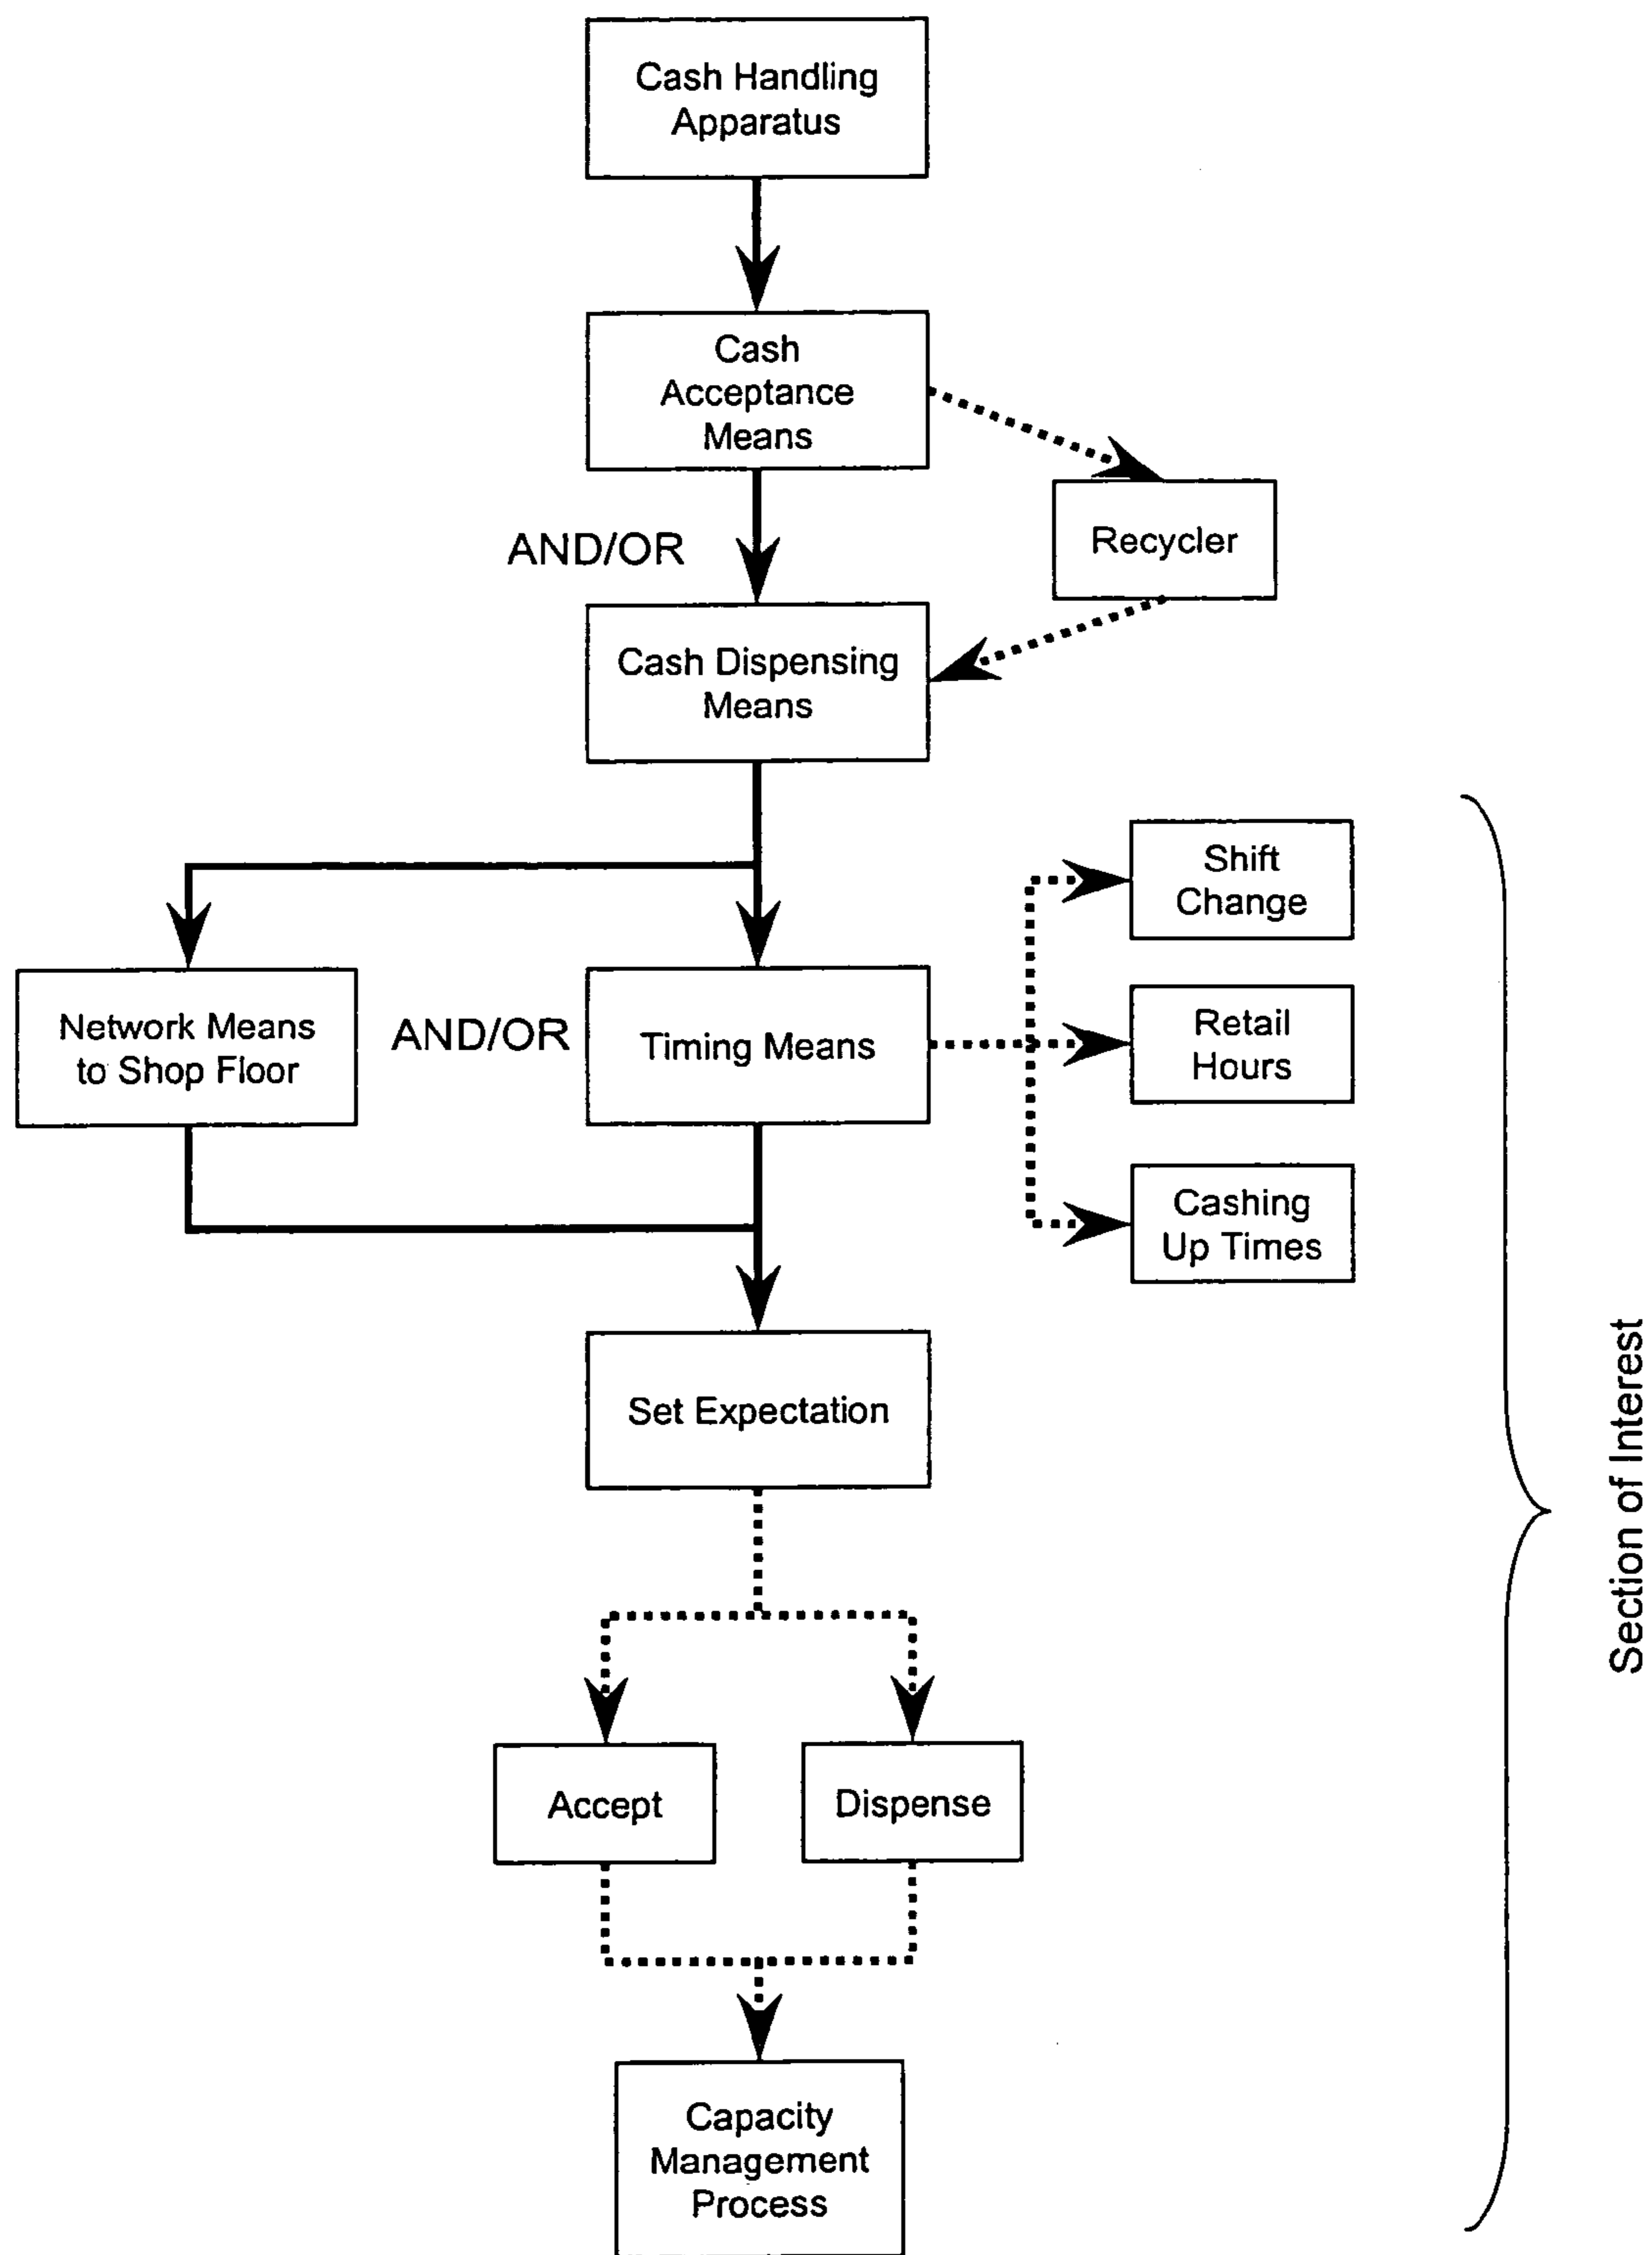 Cash Handling
Apparatus
Cash
Acceptance
Means
Recycler
AND/OR
Cash Dispensing
Means
Shift
Change
Network Means
to Shop Floor
AND/OR
Timing Means
Retail
Hours
Cashing
Up Times
Set Expectation
Section of Interest
Accept
Dispense
Capacity
Management
Process